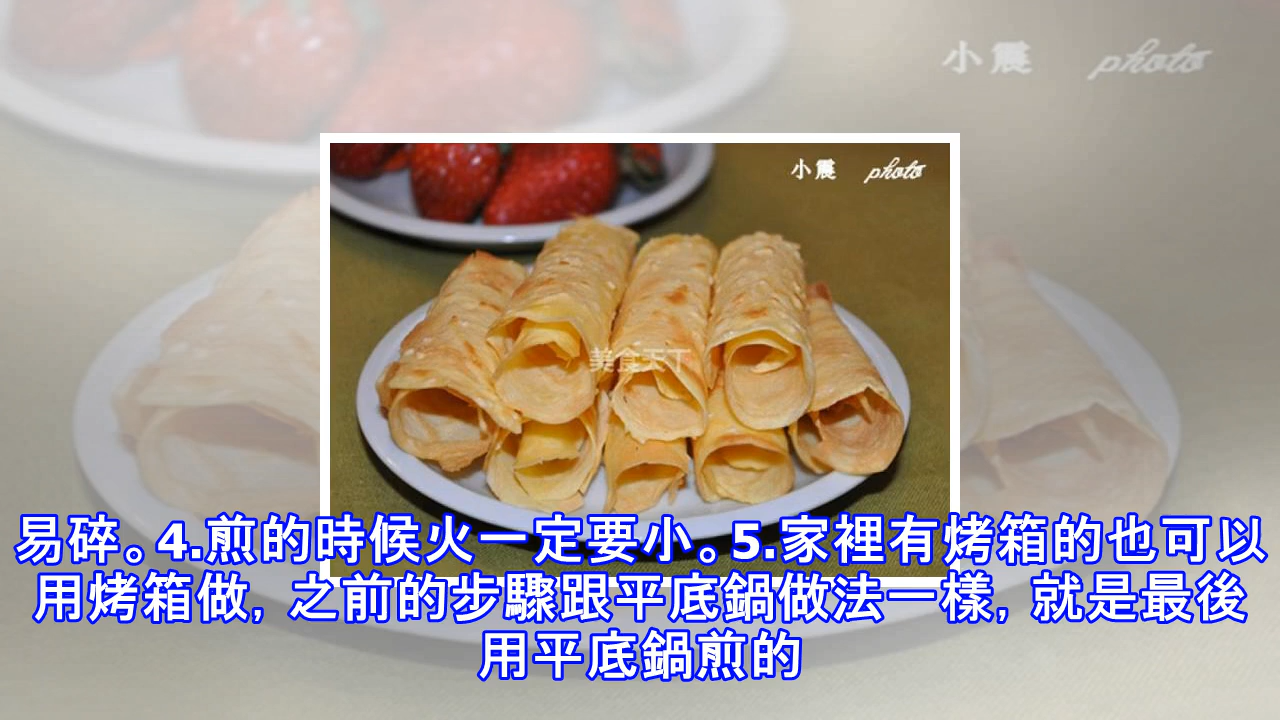 小震 photo
小震 photo
美食天下
易碎。4.煎的時候火一定要小。5.家裡有烤箱的也可以
用烤箱做，之前的步驟跟平底鍋做法一樣，就是最後
用平底鍋煎的